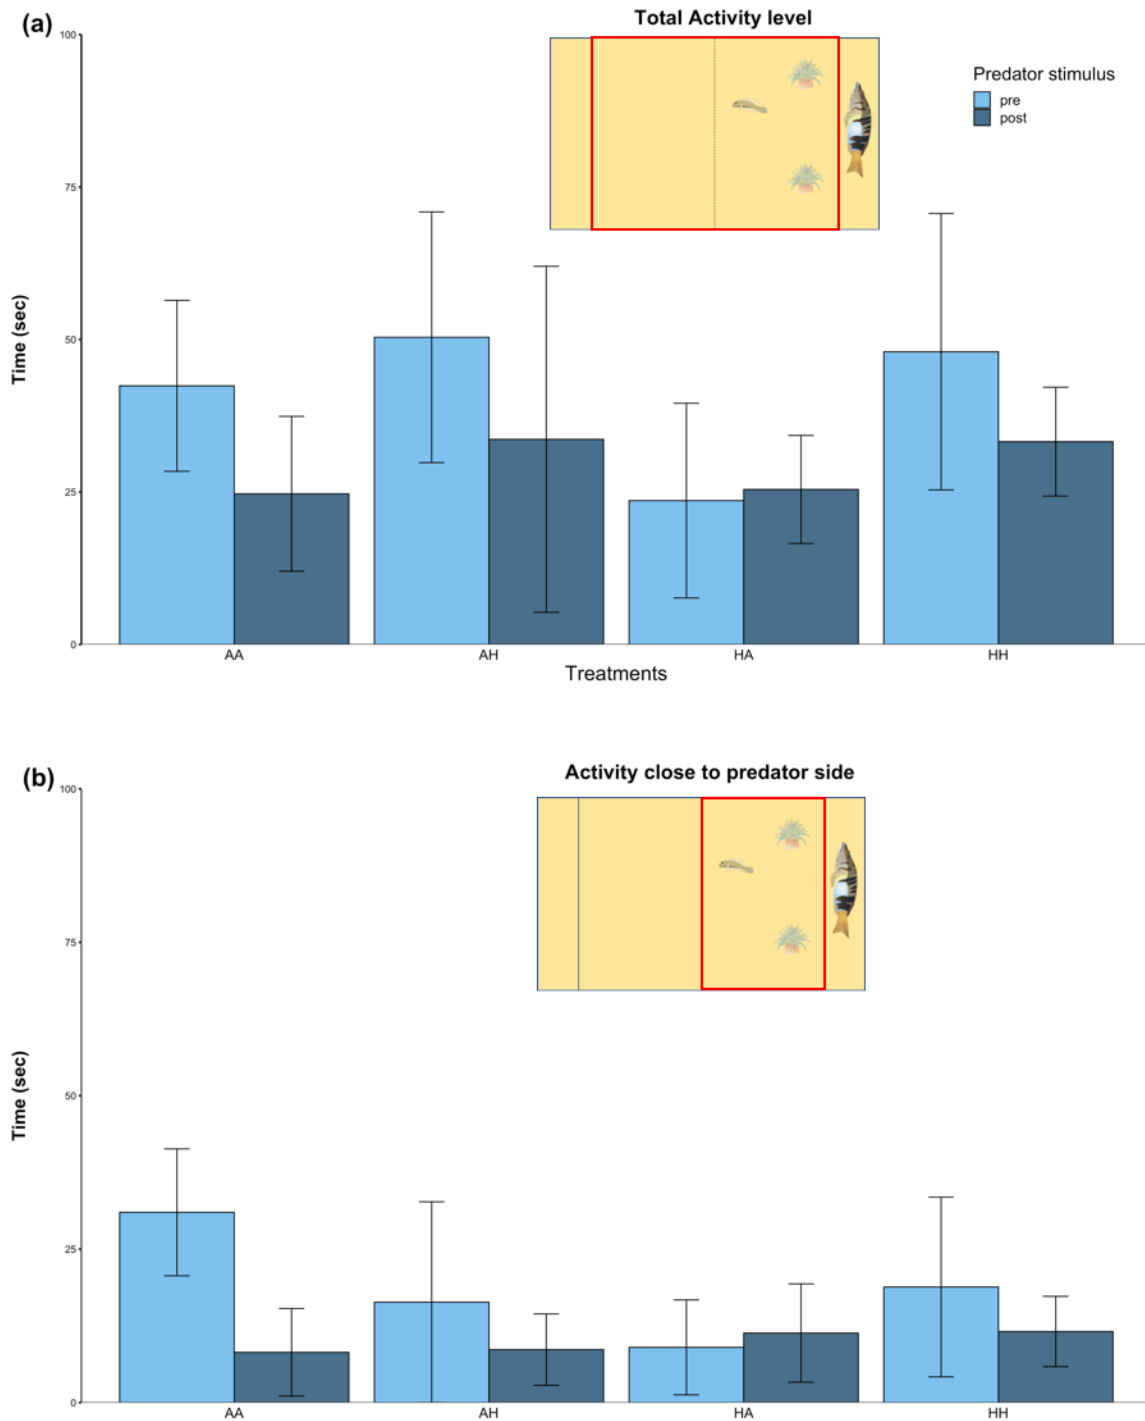 (a)
Total Activity level
100
75
50
25
0
Time (sec)
Predator stimulus
pre
post
AA AH HA HH
Treatments
(b)
Activity close to predator side
100
75
50
25
0
Time (sec)
AA AH HA HH